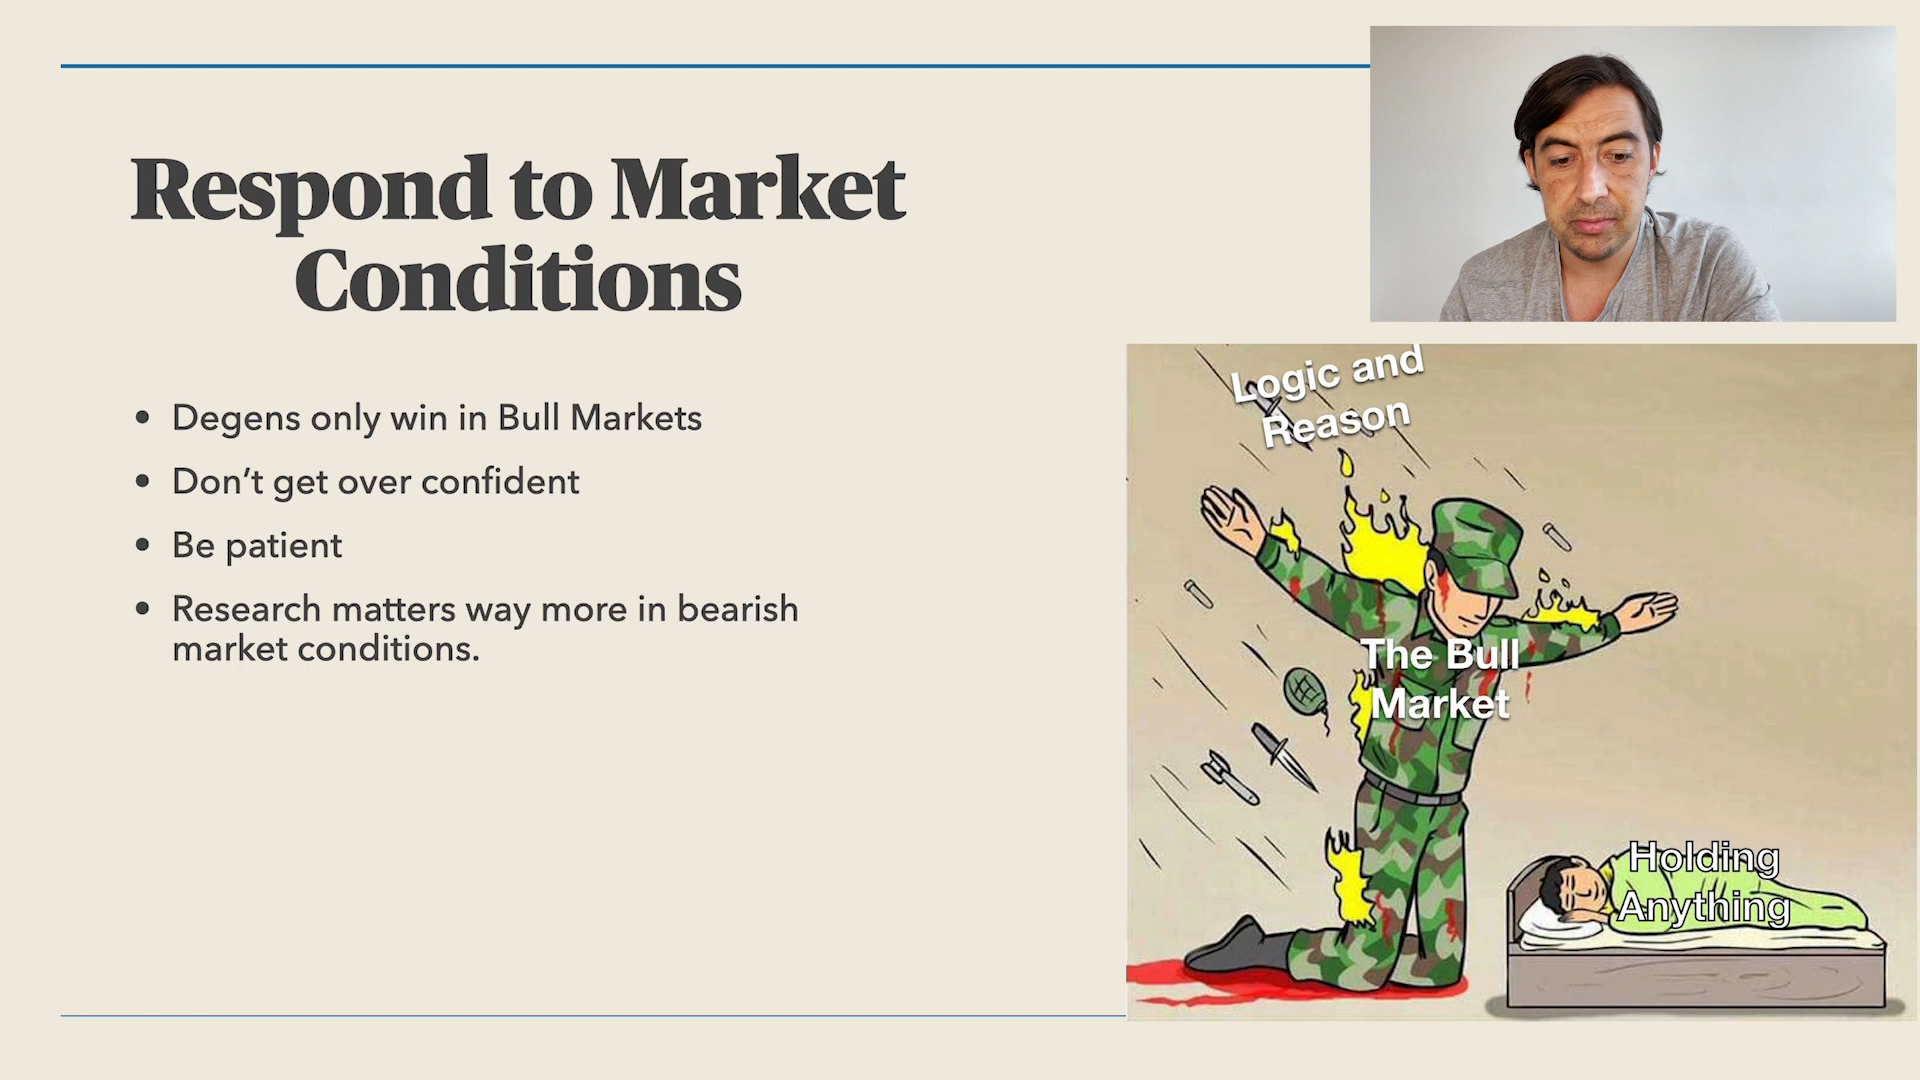 Respond to Market
Conditions
• Degens only win in Bull Markets
• Don’t get over confident
• Be patient
• Research matters way more in bearish
market conditions.
Logic and
Reason
The Bull
Market
Holding
Anything